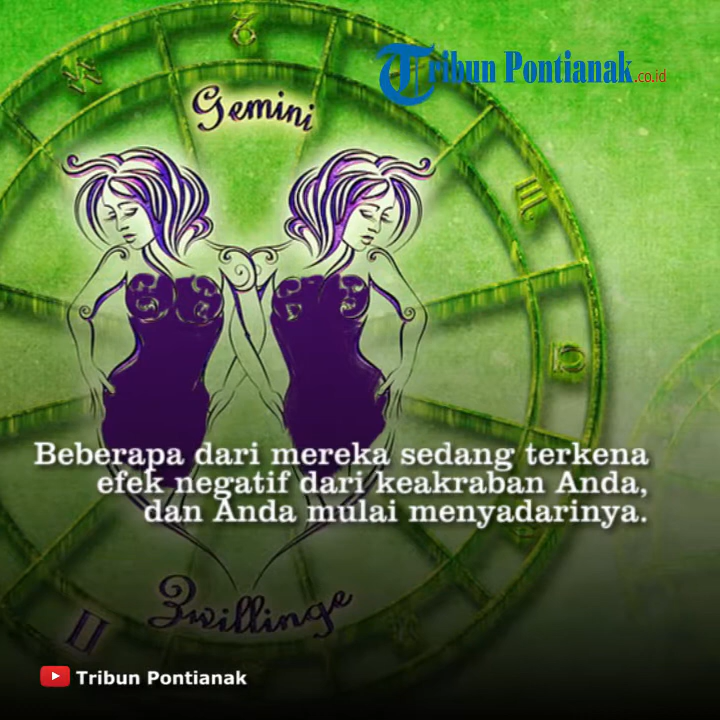 Tribun Pontianak.co.id
Gemini
Beberapa dari mereka sedang terkena
efek negatif dari keakraban Anda,
dan Anda mulai menyadarinya.
Zwillinge
Tribun Pontianak